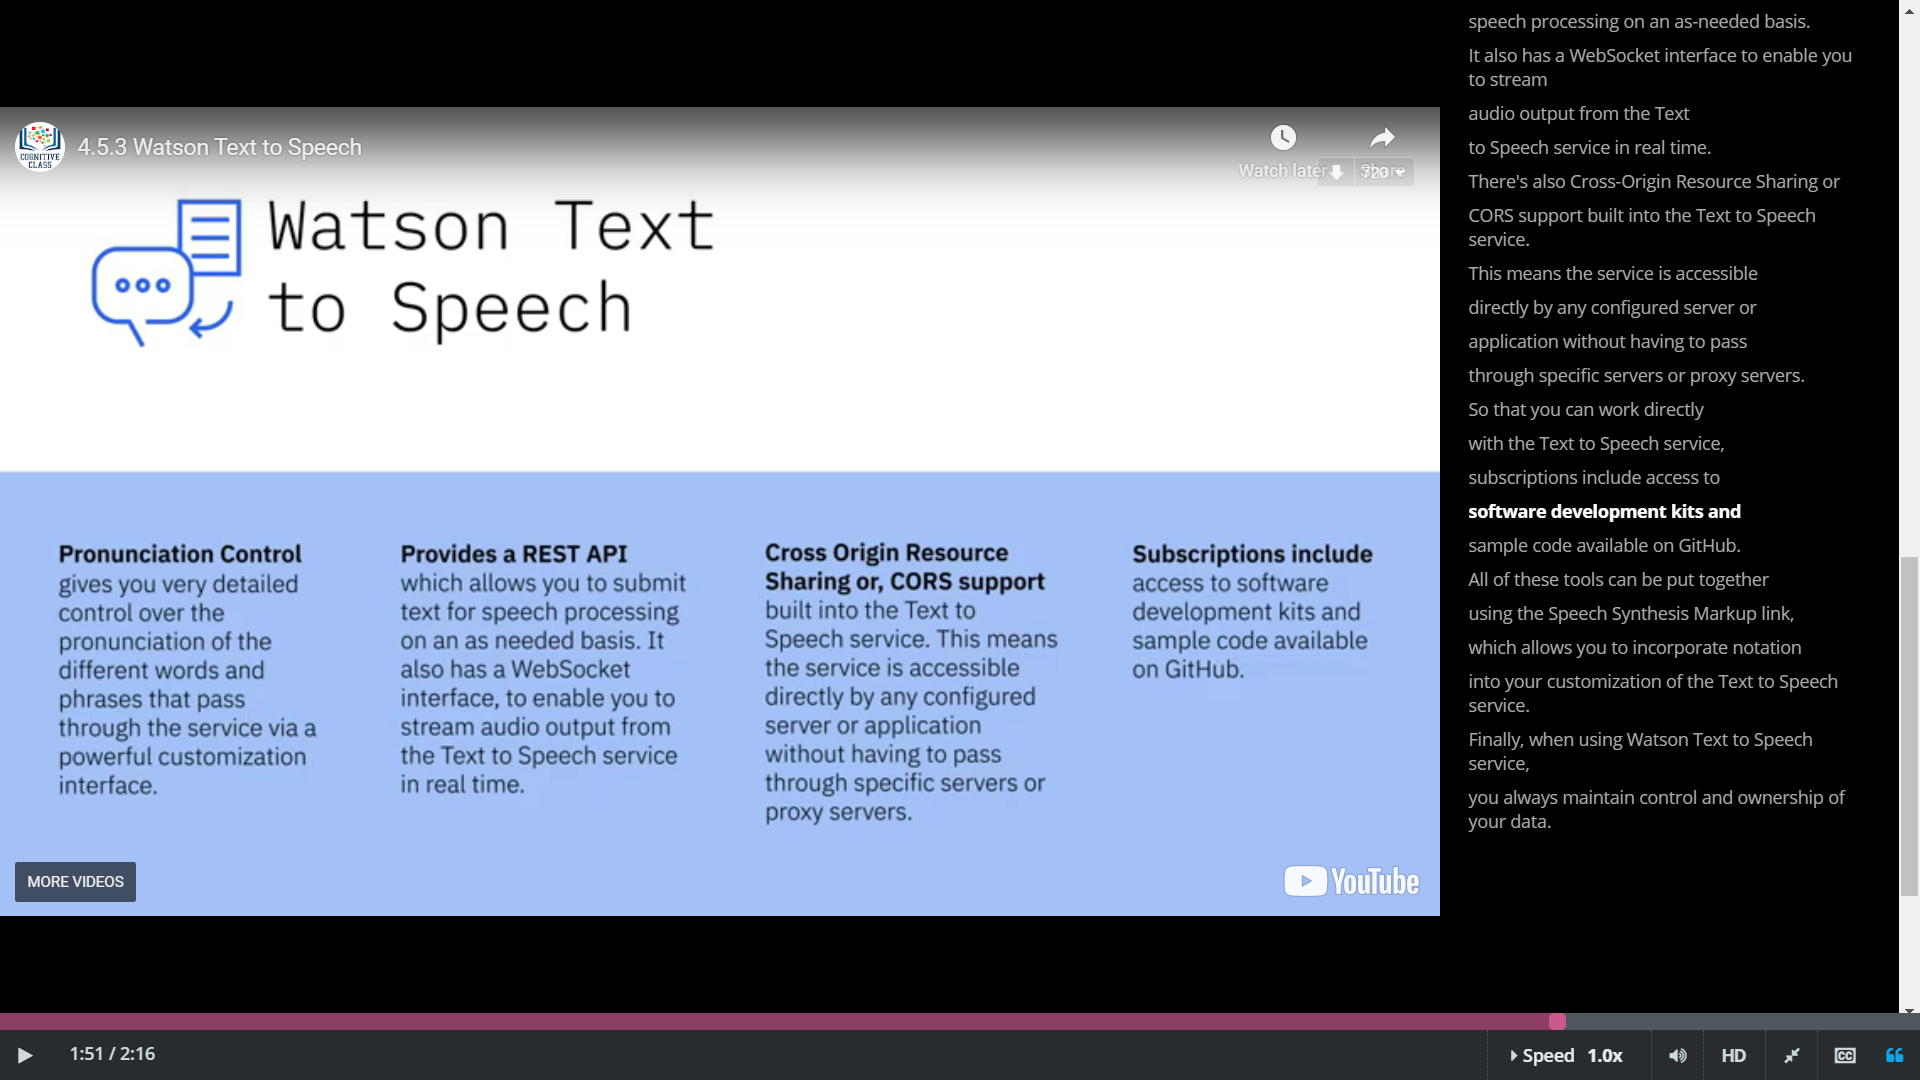 4.5.3 Watson Text to Speech
COGNITIVE
CLASS
Watch later
Share
720
Watson Text
to Speech
Pronunciation Control
gives you very detailed
control over the
pronunciation of the
different words and
phrases that pass
through the service via a
powerful customization
interface.
Provides a REST API
which allows you to submit
text for speech processing
on an as needed basis. It
also has a WebSocket
interface, to enable you to
stream audio output from
the Text to Speech service
in real time.
Cross Origin Resource
Sharing or, CORS support
built into the Text to
Speech service. This means
the service is accessible
directly by any configured
server or application
without having to pass
through specific servers or
proxy servers.
Subscriptions include
access to software
development kits and
sample code available
on GitHub.
MORE VIDEOS
YouTube
speech processing on an as-needed basis.
It also has a WebSocket interface to enable you
to stream
audio output from the Text
to Speech service in real time.
There's also Cross-Origin Resource Sharing or
CORS support built into the Text to Speech
service.
This means the service is accessible
directly by any configured server or
application without having to pass
through specific servers or proxy servers.
So that you can work directly
with the Text to Speech service,
subscriptions include access to
software development kits and
sample code available on GitHub.
All of these tools can be put together
using the Speech Synthesis Markup link,
which allows you to incorporate notation
into your customization of the Text to Speech
service.
Finally, when using Watson Text to Speech
service,
you always maintain control and ownership of
your data.
1:51 / 2:16
Speed 1.0x
HD
CC